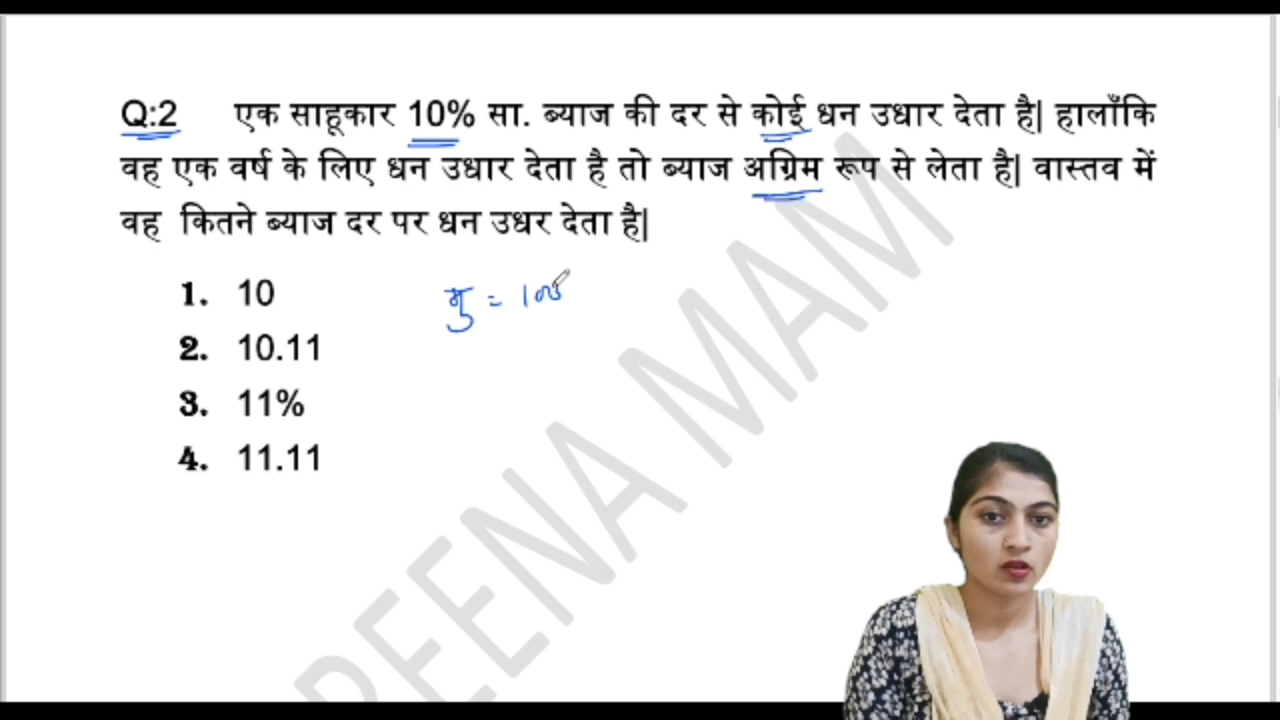 Q:2 एक साहूकार 10% सा. ब्याज की दर से कोई धन उधार देता है| हालाँकि
वह एक वर्ष के लिए धन उधार देता है तो ब्याज अग्रिम रूप से लेता है| वास्तव में
वह कितने ब्याज दर पर धन उधर देता है|
1. 10
मू = 100
2. 10.11
3. 11%
4. 11.11
REENA MAM